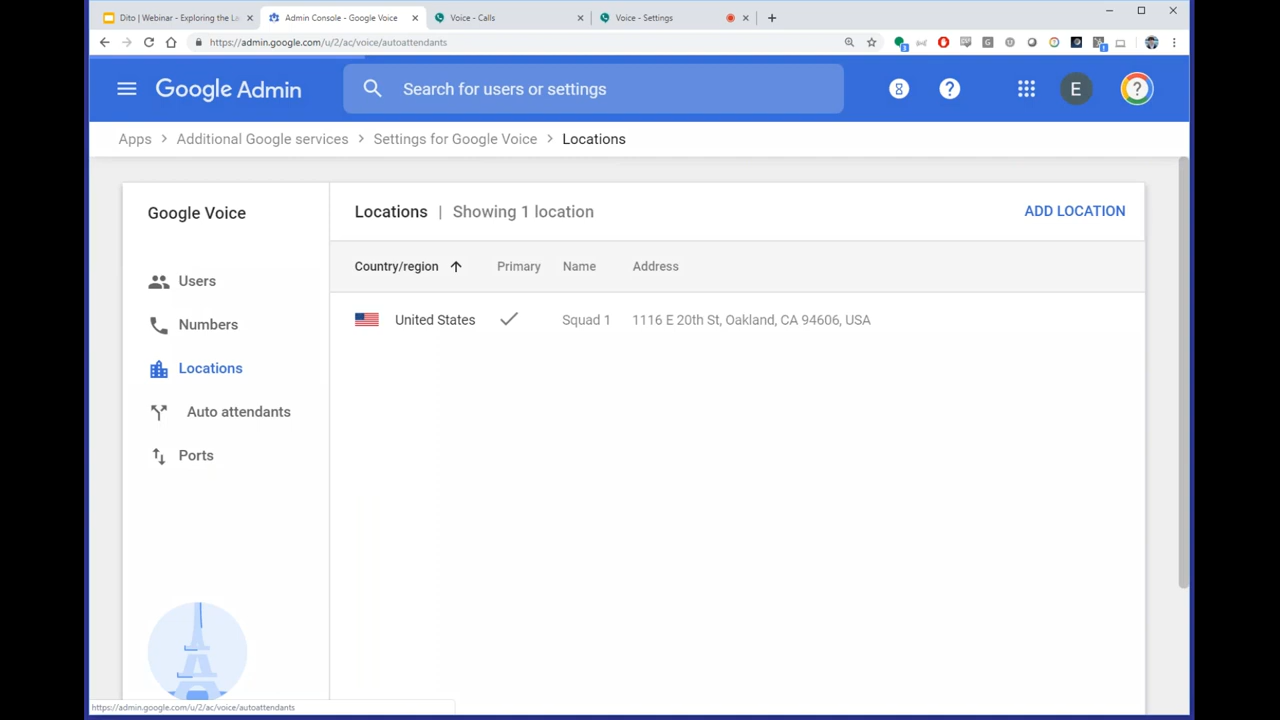 Dito | Webinar - Exploring the Li
Admin Console - Google Voice
Voice - Calls
Voice - Settings
https://admin.google.com/u/2/ac/voice/autoattendants
Google Admin
Search for users or settings
E
Apps > Additional Google services > Settings for Google Voice > Locations
Google Voice
Locations | Showing 1 location
ADD LOCATION
Country/region Primary Name Address
Users
United States Squad 1 1116 E 20th St, Oakland, CA 94606, USA
Numbers
Locations
Auto attendants
Ports
https://admin.google.com/u/2/ac/voice/autoattendants